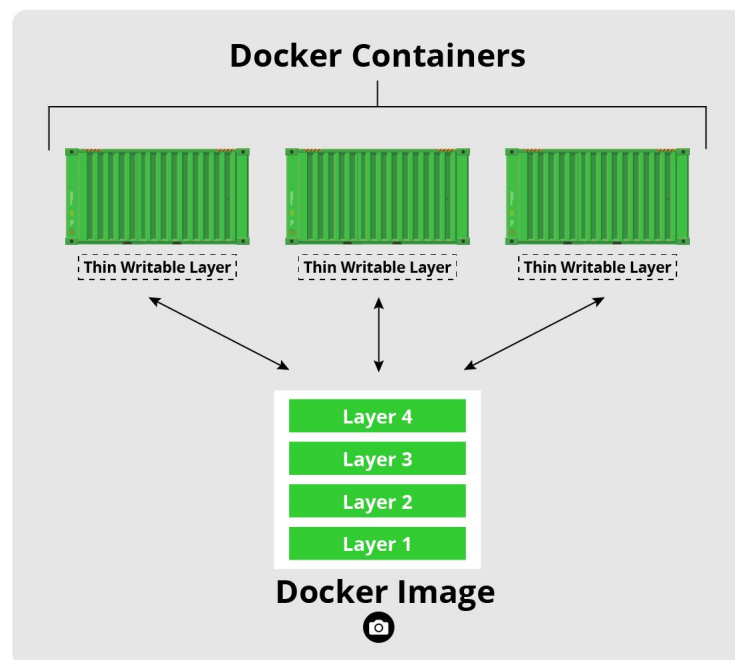 Docker Containers
Thin Writable Layer
Thin Writable Layer
Thin Writable Layer
Layer 4
Layer 3
Layer 2
Layer 1
Docker Image